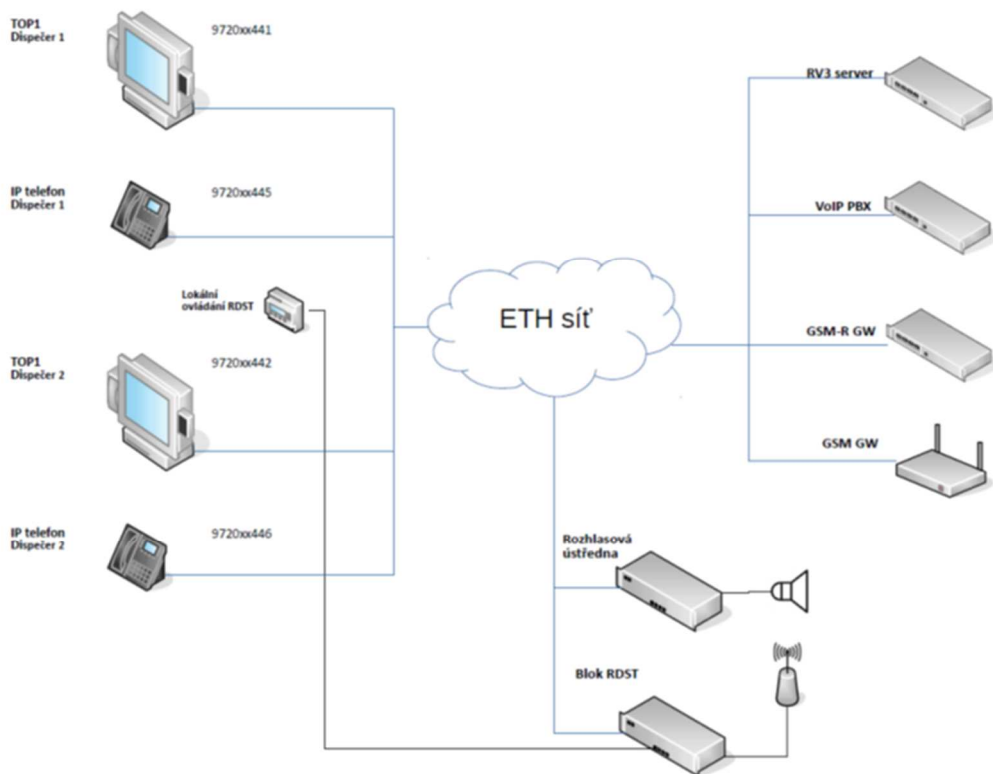 TOP1
Dispečer 1
9720xx441
RV3 server
IP telefon
Dispečer 1
9720xx445
VoIP PBX
Lokální
ovládání RDST
ETH síť
GSM-R GW
TOP1
Dispečer 2
9720xx442
GSM GW
IP telefon
Dispečer 2
9720xx446
Rozhlasová
ústředna
Blok RDST